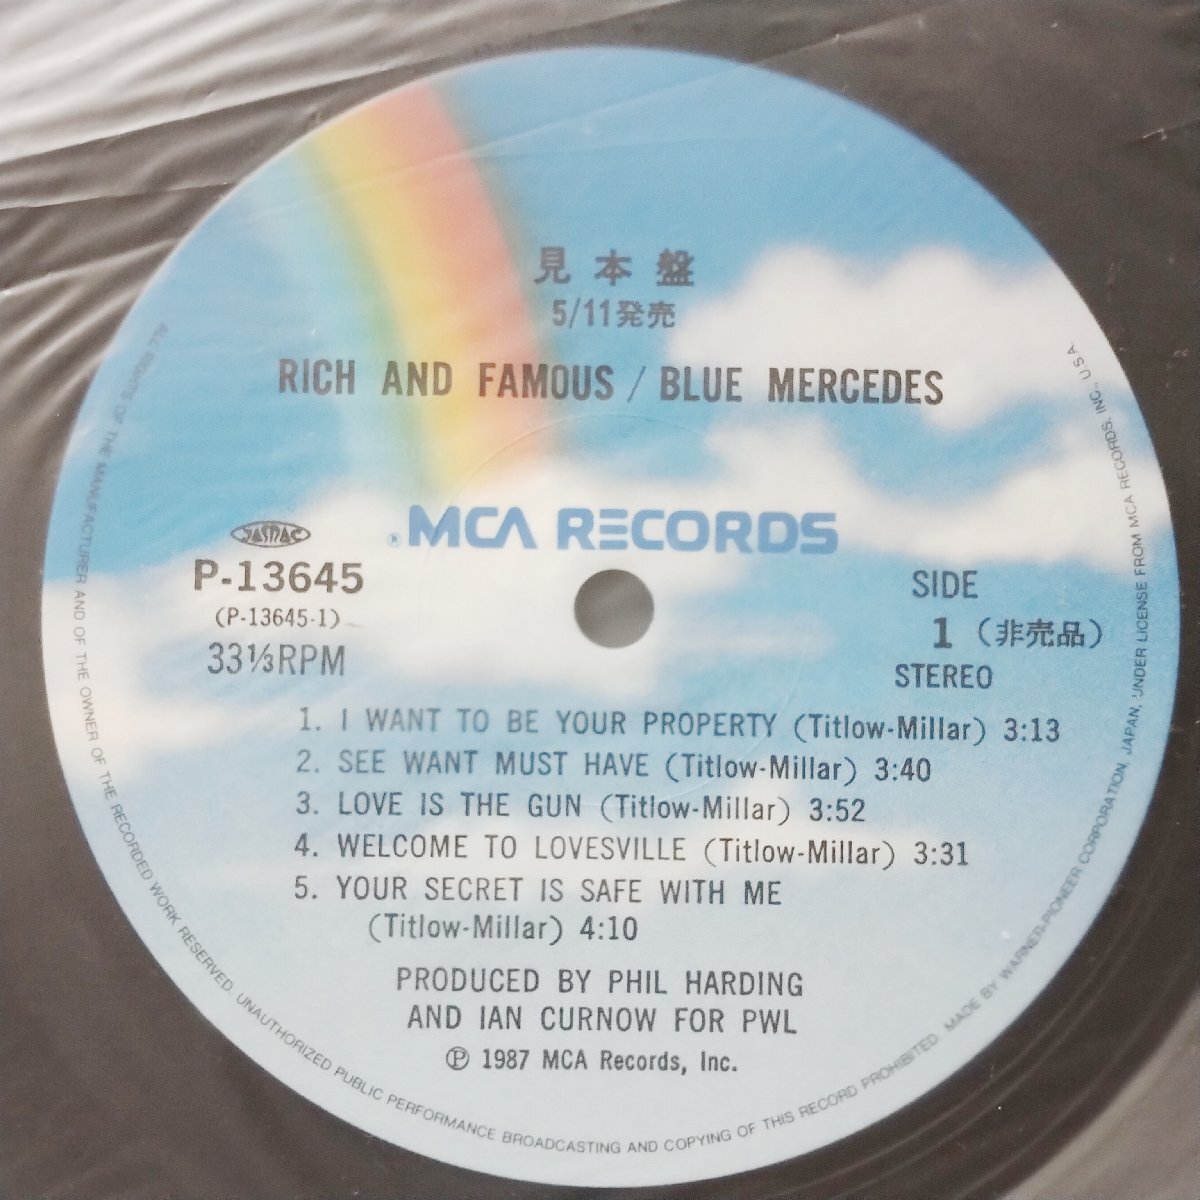 見本盤
5/11発売
RICH AND FAMOUS / BLUE MERCEDES
®MCA RECORDS
JASRAC
P-13645
(P-13645-1)
33⅓RPM
SIDE
1 (非売品)
STEREO
1. I WANT TO BE YOUR PROPERTY (Titlow-Millar) 3:13
2. SEE WANT MUST HAVE (Titlow-Millar) 3:40
3. LOVE IS THE GUN (Titlow-Millar) 3:52
4. WELCOME TO LOVESVILLE (Titlow-Millar) 3:31
5. YOUR SECRET IS SAFE WITH ME
(Titlow-Millar) 4:10
PRODUCED BY PHIL HARDING
AND IAN CURNOW FOR PWL
Ⓟ 1987 MCA Records, Inc.
ALL RIGHTS OF THE MANUFACTURER AND OF THE OWNER OF THE RECORDED WORK RESERVED. UNAUTHORIZED PUBLIC PERFORMANCE BROADCASTING AND COPYING OF THIS RECORD PROHIBITED. MADE BY WARNER-PIONEER CORPORATION, JAPAN, UNDER LICENSE FROM MCA RECORDS, INC., U.S.A.